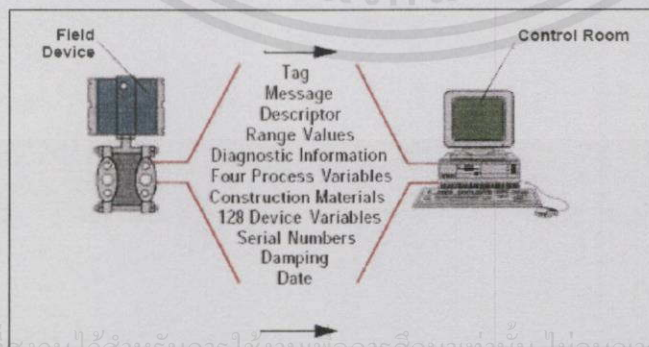 Field
Device
Control Room
Tag
Message
Descriptor
Range Values
Diagnostic Information
Four Process Variables
Construction Materials
128 Device Variables
Serial Numbers
Damping
Date